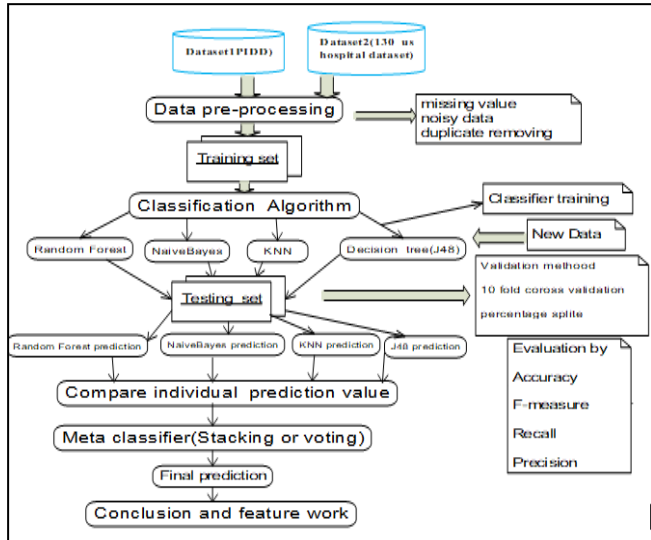 Dataset1PIDD)
Dataset2(130 us
hospital dataset)
Data pre-processing
missing value
noisy data
duplicate removing
Training set
Classification Algorithm
Classifier training
Random Forest
NaiveBayes
KNN
Decision tree(J48)
New Data
Testing set
Validation methood
10 fold coross validation
percentage splite
Random Forest prediction
NaiveBayes prediction
KNN prediction
J48 prediction
Evaluation by
Accuracy
F-measure
Recall
Precision
Compare individual prediction value
Meta classifier(Stacking or voting)
Final prediction
Conclusion and feature work